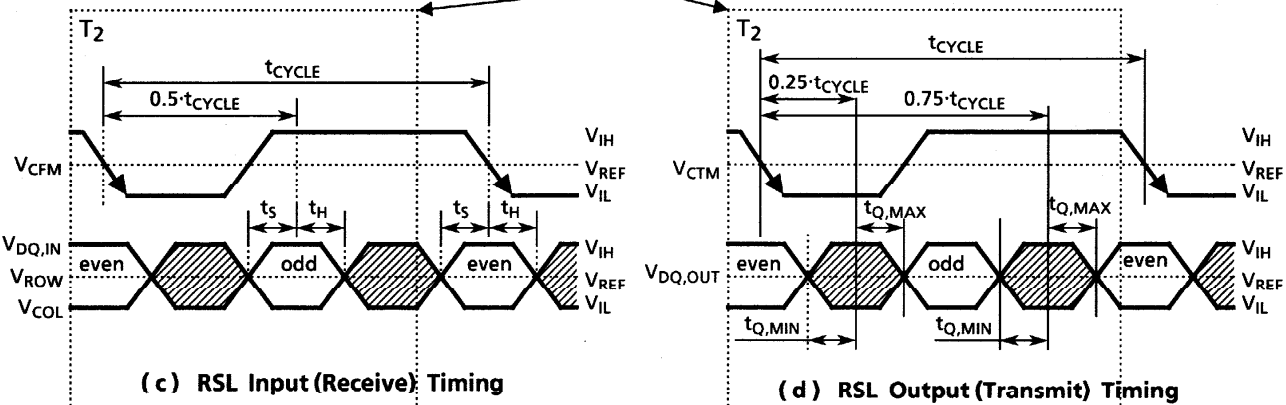 T2
tCYCLE
0.5·tCYCLE
VIH
VCFM
VREF
VIL
tS
tH
tS
tH
VDQ,IN
VIH
even
odd
even
VROW
VREF
VCOL
VIL
(c) RSL Input (Receive) Timing
T2
tCYCLE
0.25·tCYCLE
0.75·tCYCLE
VIH
VCTM
VREF
VIL
tQ,MAX
tQ,MAX
VIH
even
odd
even
VDQ,OUT
VREF
VIL
tQ,MIN
tQ,MIN
(d) RSL Output (Transmit) Timing